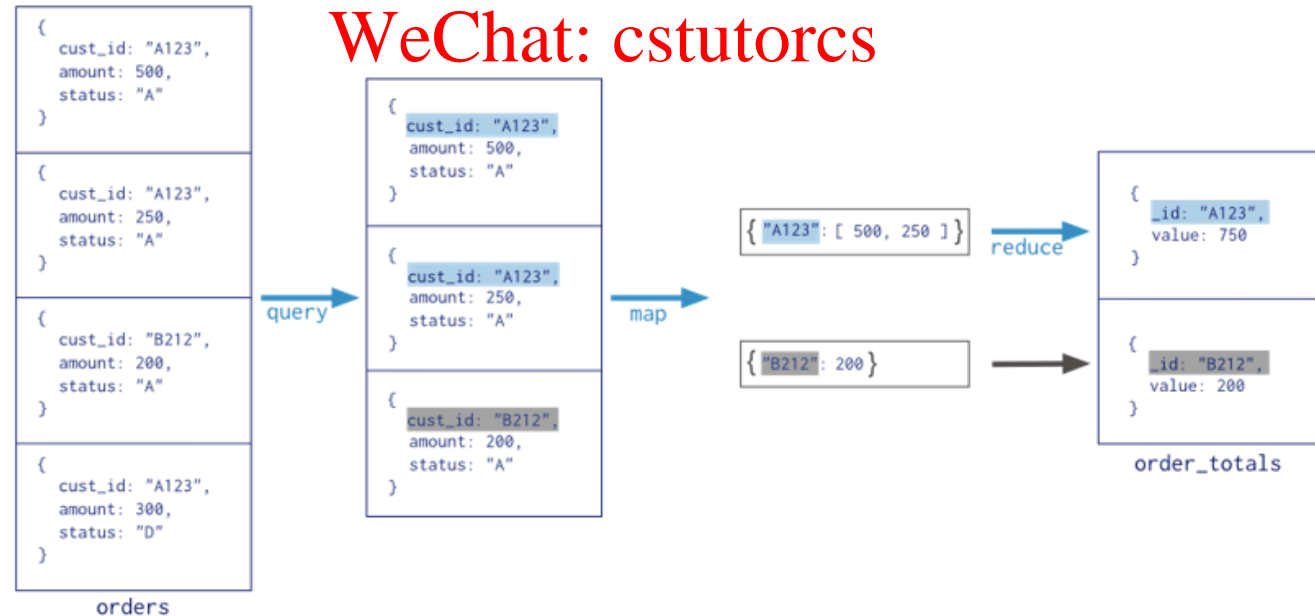 WeChat: cstutorcs
{
cust_id: "A123",
amount: 500,
status: "A"
}
{
cust_id: "A123",
amount: 250,
status: "A"
}
{
cust_id: "B212",
amount: 200,
status: "A"
}
{
cust_id: "A123",
amount: 300,
status: "D"
}
orders
query
{
cust_id: "A123",
amount: 500,
status: "A"
}
{
cust_id: "A123",
amount: 250,
status: "A"
}
{
cust_id: "B212",
amount: 200,
status: "A"
}
map
{ "A123": [ 500, 250 ] }
{ "B212": 200 }
reduce
{
_id: "A123",
value: 750
}
{
_id: "B212",
value: 200
}
order_totals